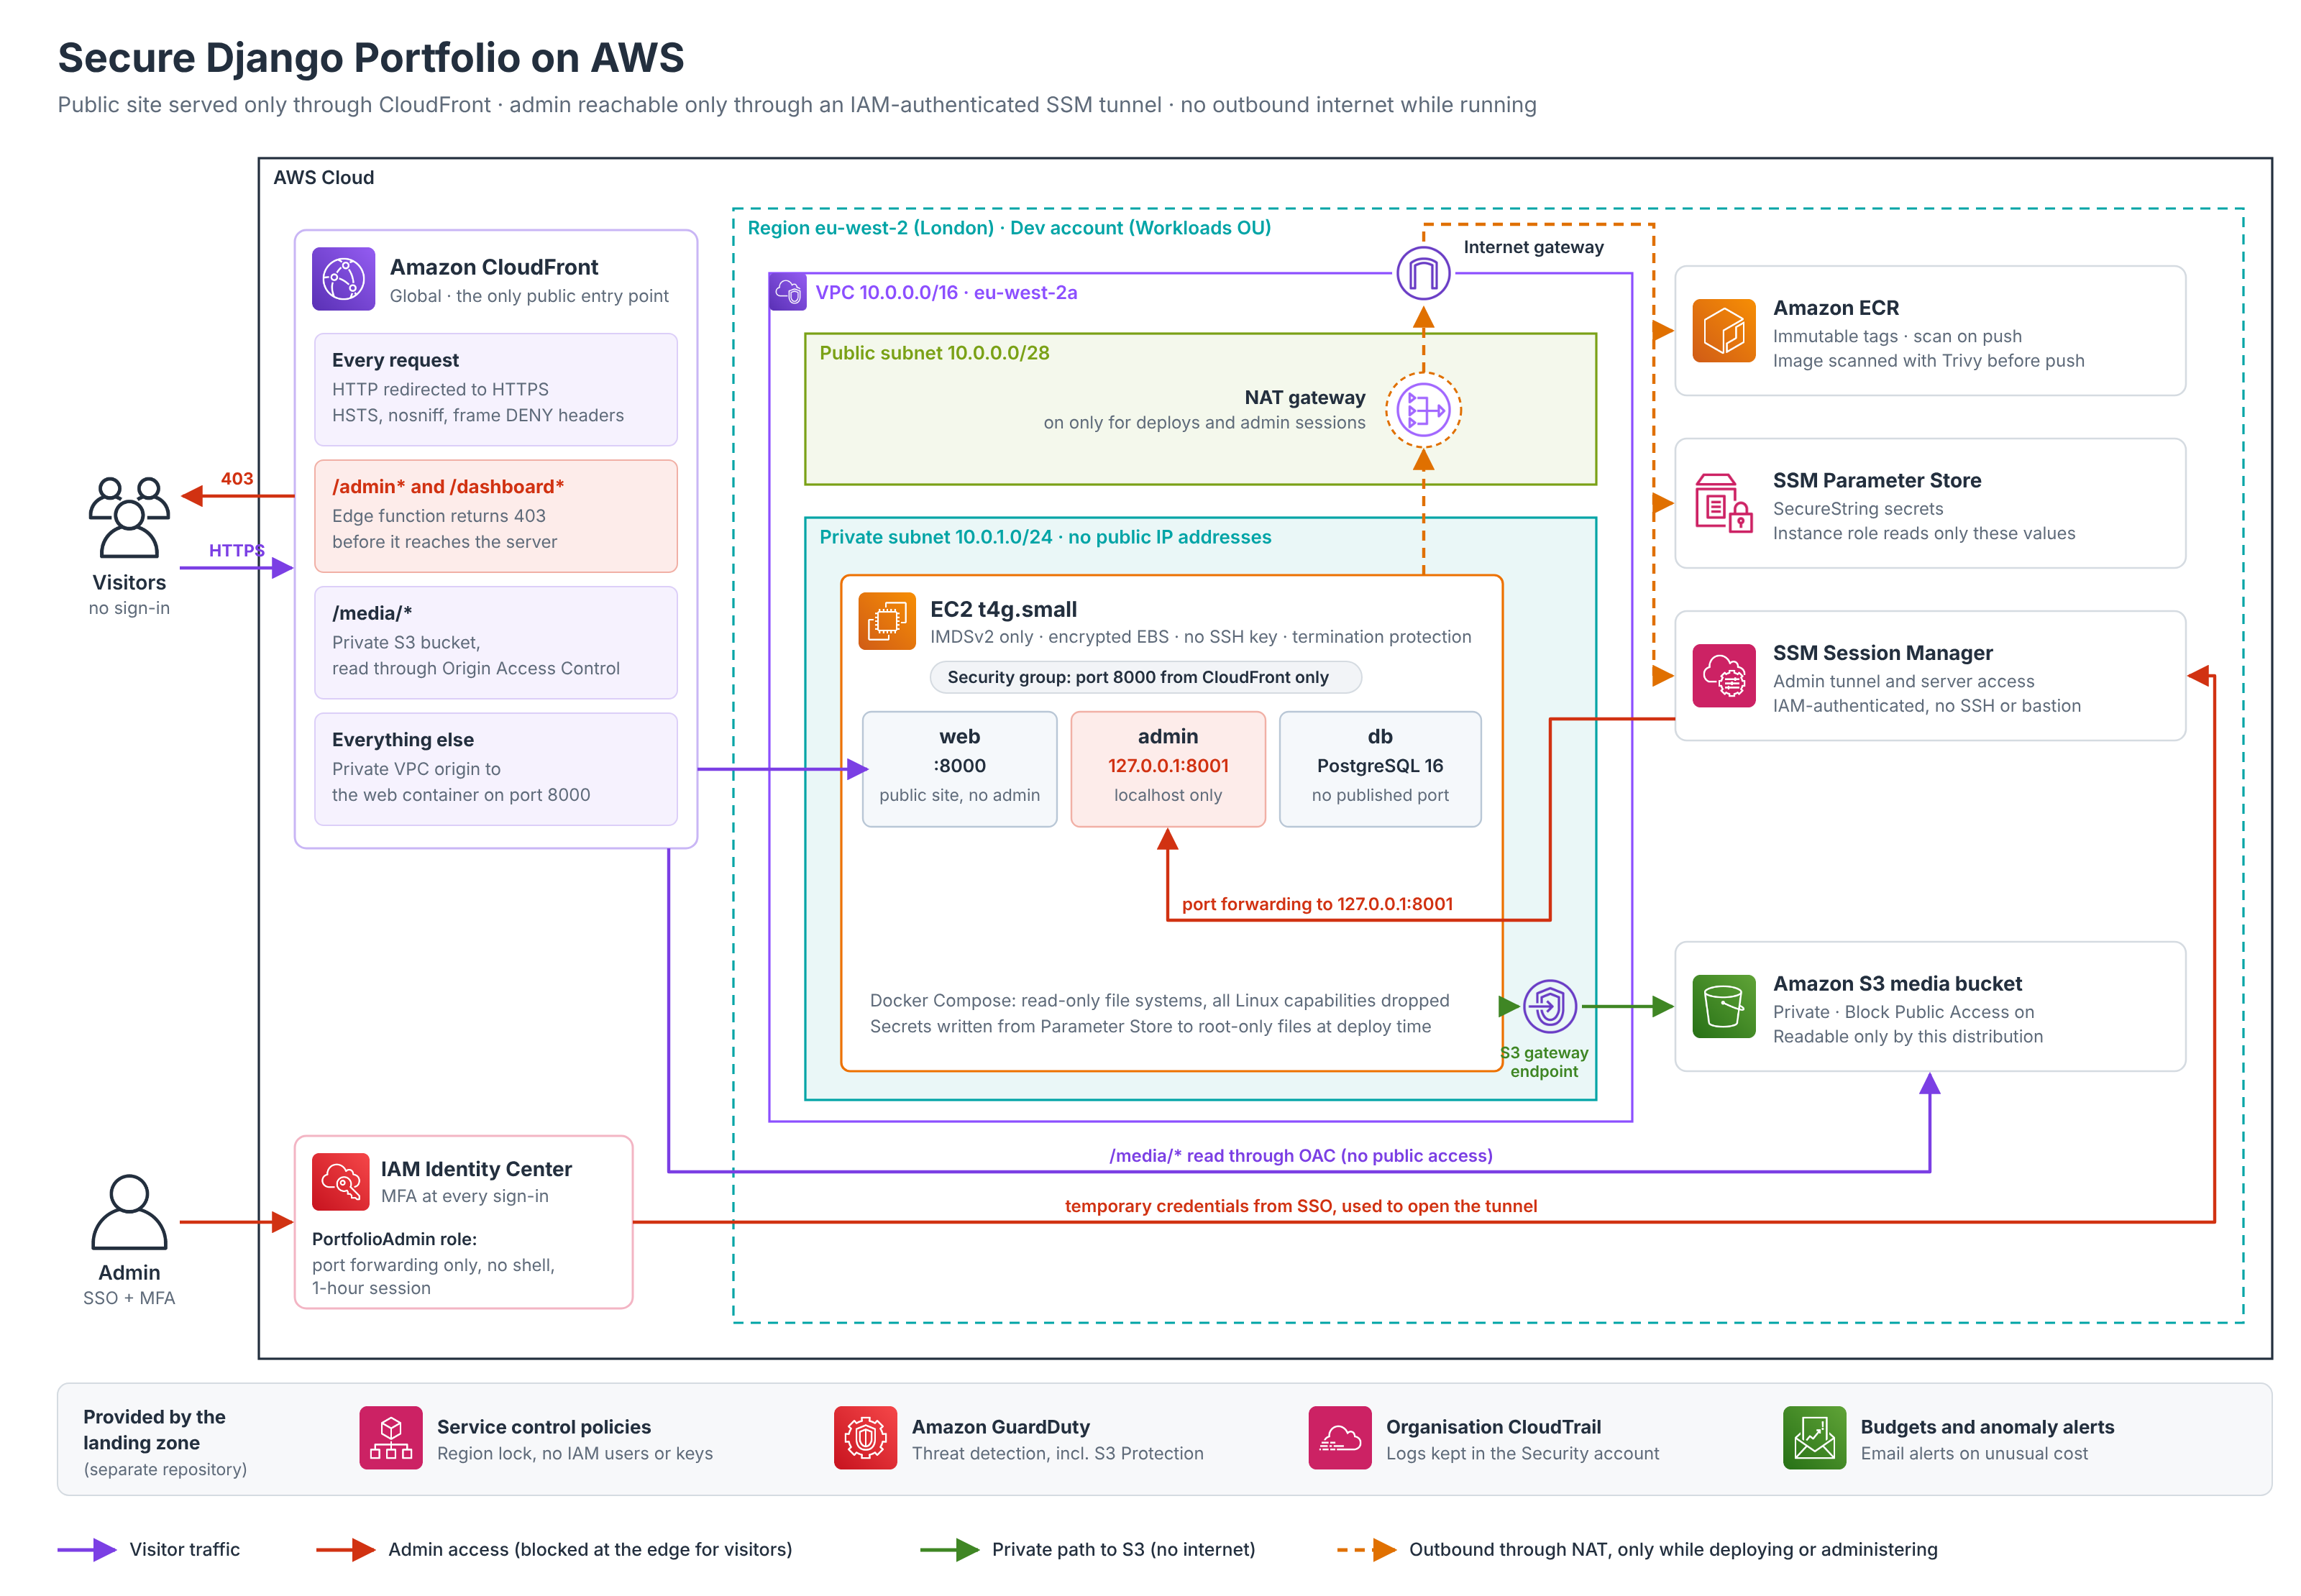 Secure Django Portfolio on AWS
Public site served only through CloudFront · admin reachable only through an IAM-authenticated SSM tunnel · no outbound internet while running
AWS Cloud
Amazon CloudFront
Global · the only public entry point
Every request
HTTP redirected to HTTPS
HSTS, nosniff, frame DENY headers
/admin* and /dashboard*
Edge function returns 403
before it reaches the server
/media/*
Private S3 bucket,
read through Origin Access Control
Everything else
Private VPC origin to
the web container on port 8000
403
HTTPS
Visitors
no sign-in
Region eu-west-2 (London) · Dev account (Workloads OU)
Internet gateway
VPC 10.0.0.0/16 · eu-west-2a
Public subnet 10.0.0.0/28
NAT gateway
on only for deploys and admin sessions
Private subnet 10.0.1.0/24 · no public IP addresses
EC2 t4g.small
IMDSv2 only · encrypted EBS · no SSH key · termination protection
Security group: port 8000 from CloudFront only
web
:8000
public site, no admin
admin
127.0.0.1:8001
localhost only
db
PostgreSQL 16
no published port
port forwarding to 127.0.0.1:8001
Docker Compose: read-only file systems, all Linux capabilities dropped
Secrets written from Parameter Store to root-only files at deploy time
S3 gateway
endpoint
Amazon ECR
Immutable tags · scan on push
Image scanned with Trivy before push
SSM Parameter Store
SecureString secrets
Instance role reads only these values
SSM Session Manager
Admin tunnel and server access
IAM-authenticated, no SSH or bastion
Amazon S3 media bucket
Private · Block Public Access on
Readable only by this distribution
/media/* read through OAC (no public access)
temporary credentials from SSO, used to open the tunnel
Admin
SSO + MFA
IAM Identity Center
MFA at every sign-in
PortfolioAdmin role:
port forwarding only, no shell,
1-hour session
Provided by the
landing zone
(separate repository)
Service control policies
Region lock, no IAM users or keys
Amazon GuardDuty
Threat detection, incl. S3 Protection
Organisation CloudTrail
Logs kept in the Security account
Budgets and anomaly alerts
Email alerts on unusual cost
Visitor traffic
Admin access (blocked at the edge for visitors)
Private path to S3 (no internet)
Outbound through NAT, only while deploying or administering